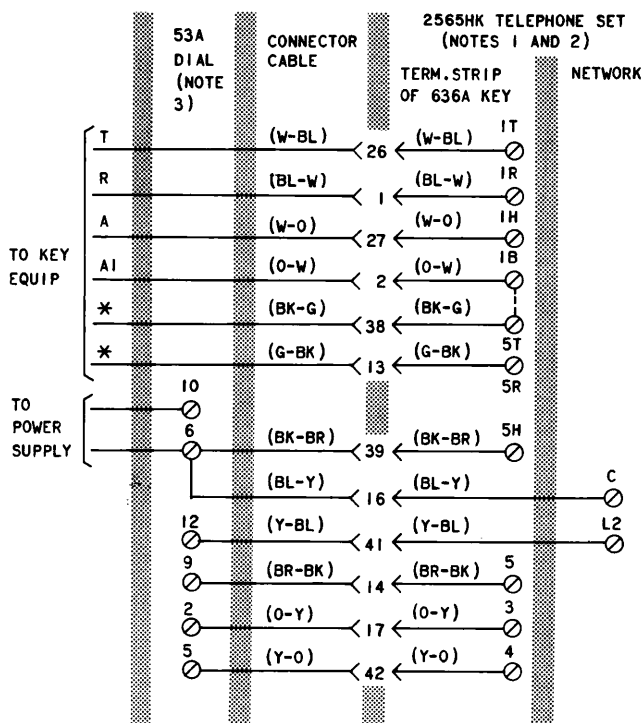 2565HK TELEPHONE SET
(NOTES 1 AND 2)
53A
DIAL
(NOTE
3)
CONNECTOR
CABLE
TERM.STRIP
OF 636A KEY
NETWORK
TO KEY
EQUIP
T (W-BL) 26 (W-BL) 1T
R (BL-W) 1 (BL-W) 1R
A (W-O) 27 (W-O) 1H
A1 (O-W) 2 (O-W) 1B
* (BK-G) 38 (BK-G)
5T
* (G-BK) 13 (G-BK)
5R
TO
POWER
SUPPLY
10
6 (BK-BR) 39 (BK-BR) 5H
(BL-Y) 16 (BL-Y) C
12 (Y-BL) 41 (Y-BL) L2
9 (BR-BK) 14 (BR-BK) 5
2 (O-Y) 17 (O-Y) 3
5 (Y-O) 42 (Y-O) 4